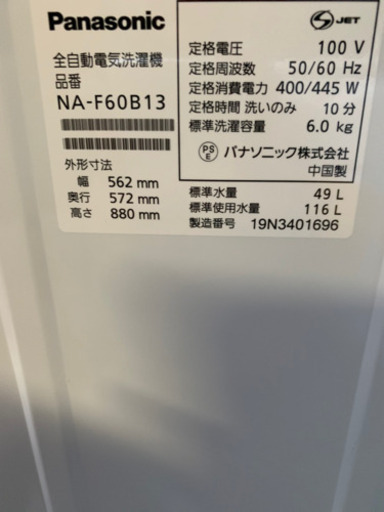 Panasonic
全自動電気洗濯機
品番
NA-F60B13
外形寸法
幅 562 mm
奥行 572 mm
高さ 880 mm
JET
定格電圧 100 V
定格周波数 50/60 Hz
定格消費電力 400/445 W
定格時間 洗いのみ 10分
標準洗濯容量 6.0 kg
PS E パナソニック株式会社
中国製
標準水量 49 L
標準使用水量 116 L
製造番号 19N3401696